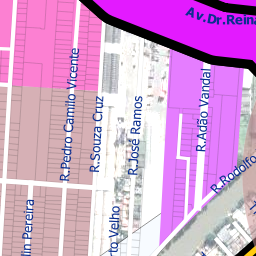 Av.Dr.Rein
R.Pedro Camilo Vicente
R.Souza Cruz
R.José Ramos
R.Adão Vandal
R.Rodolfo
lin Pereira
to Velho